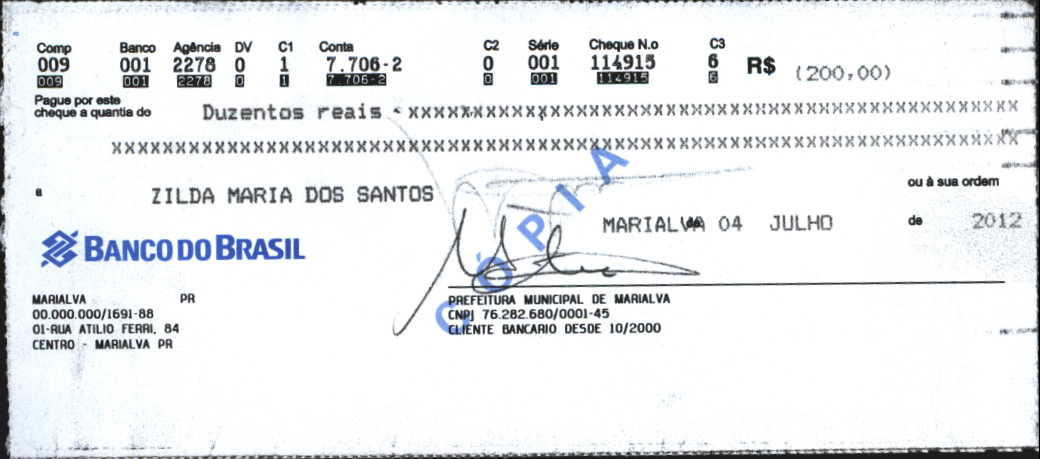 Comp Banco Agência DV C1 Conta C2 Série Cheque N.o C3
009 001 2278 0 1 7.706-2 0 001 114915 6 R$ (200,00)
009 001 2278 0 1 7.706-2 0 001 114915 6
Pague por este
cheque a quantia de Duzentos reais - xxxxxxxxxxxxxxxxxxxxxxxxxxxxxxxxxxxxxxxxxxxxxxxxxxxxxxx
xxxxxxxxxxxxxxxxxxxxxxxxxxxxxxxxxxxxxxxxxxxxxxxxxxxxxxxxxxxxxxxxxxxxxxxx
a ZILDA MARIA DOS SANTOS ou à sua ordem
MARIALVA 04 JULHO de 2012
BANCO DO BRASIL
CÓPIA
MARIALVA PR
00.000.000/1691-88
01-RUA ATILIO FERRI, 84
CENTRO - MARIALVA PR
PREFEITURA MUNICIPAL DE MARIALVA
CNPJ 76.282.680/0001-45
CLIENTE BANCARIO DESDE 10/2000